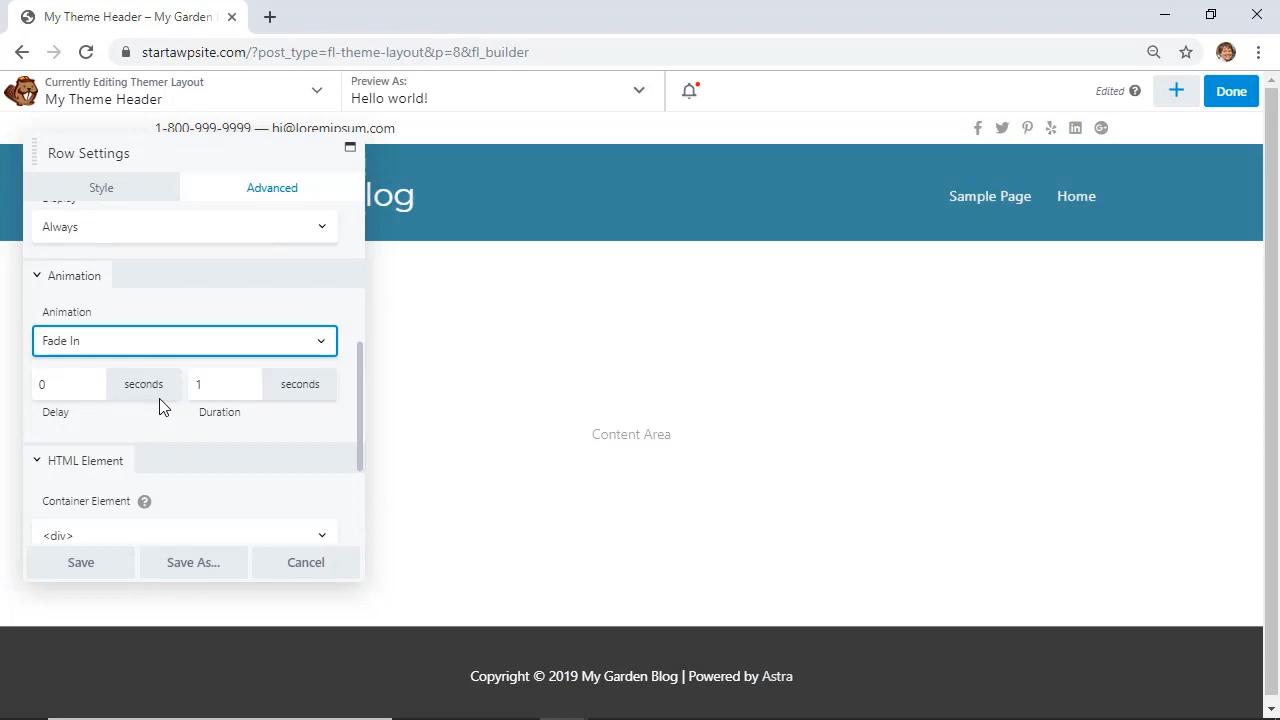 My Theme Header – My Garden
startawpsite.com/?post_type=fl-theme-layout&p=8&fl_builder
Currently Editing Themer Layout
My Theme Header
Preview As:
Hello world!
Edited ?
Done
1-800-999-9999 — hi@loremipsum.com
Row Settings
Style
Advanced
log
Sample Page
Home
Display
Always
Animation
Animation
Fade In
0 seconds 1 seconds
Delay
Duration
Content Area
HTML Element
Container Element ?
<div>
Save
Save As...
Cancel
Copyright © 2019 My Garden Blog | Powered by Astra